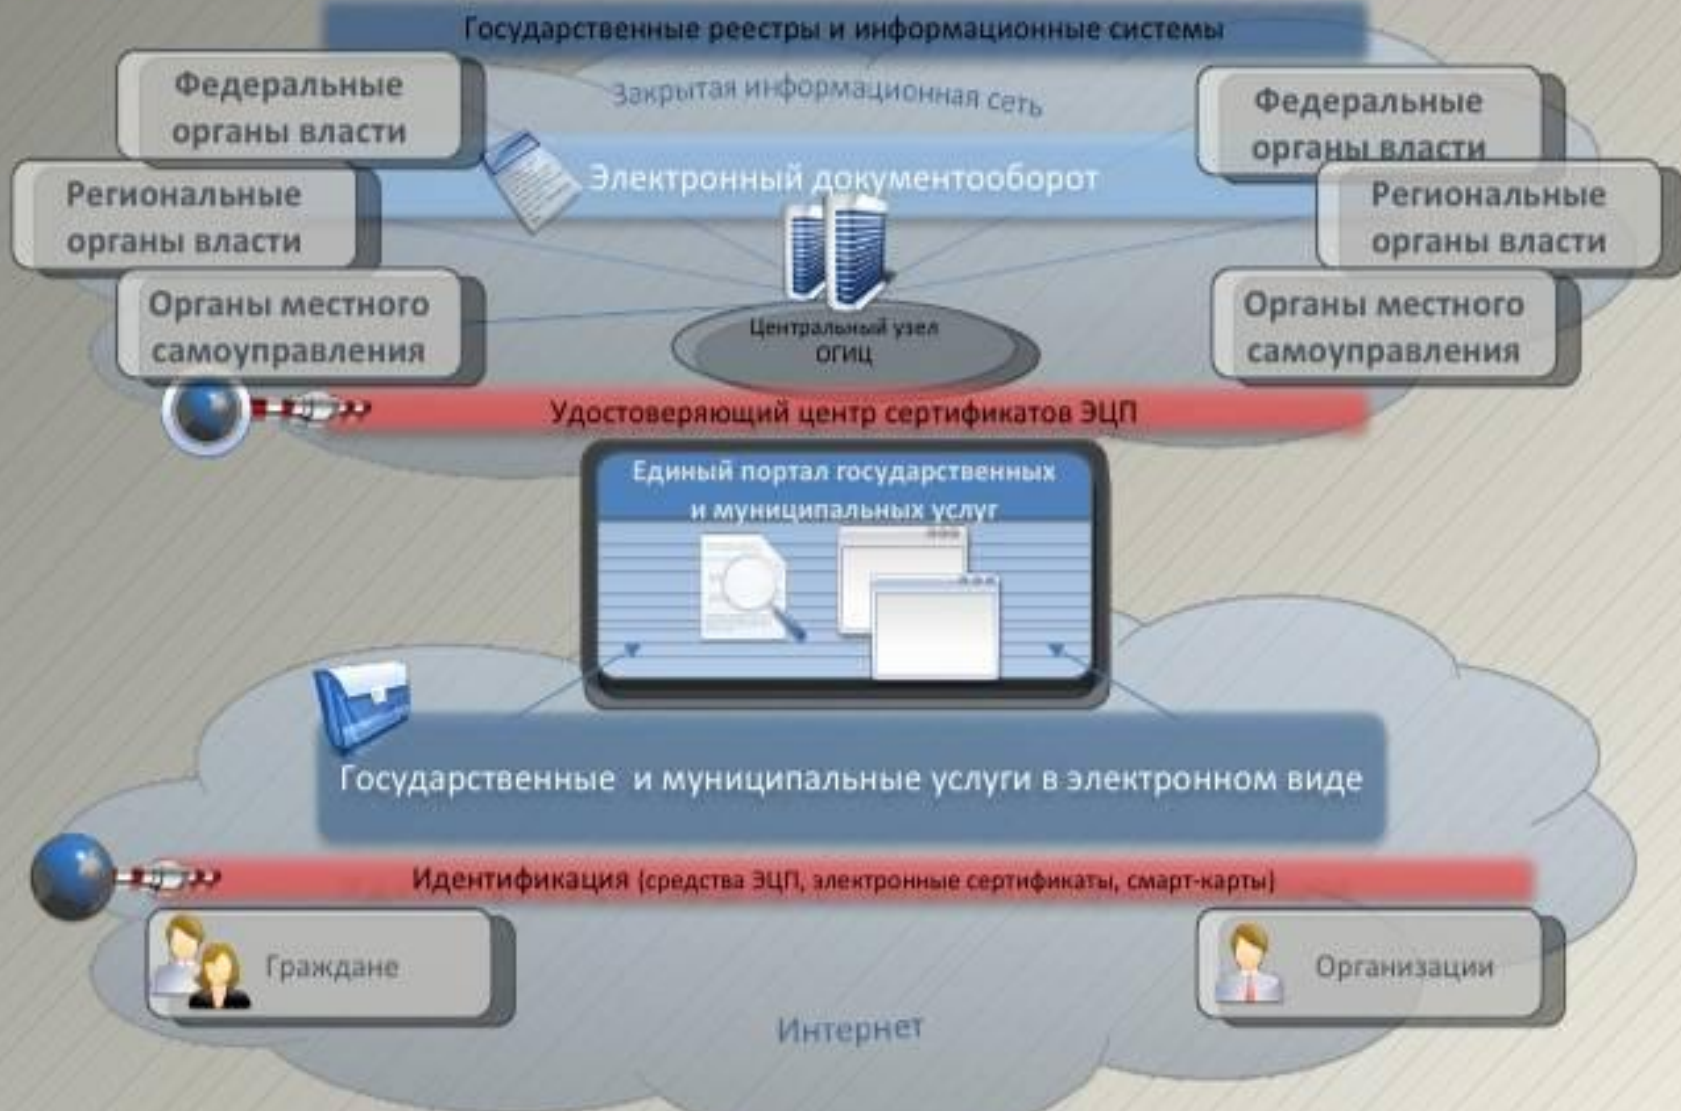 Государственные реестры и информационные системы
Закрытая информационная сеть
Федеральные
органы власти
Федеральные
органы власти
Электронный документооборот
Региональные
органы власти
Региональные
органы власти
Органы местного
самоуправления
Органы местного
самоуправления
Центральный узел
ОГИЦ
Удостоверяющий центр сертификатов ЭЦП
Единый портал государственных
и муниципальных услуг
Государственные и муниципальные услуги в электронном виде
Идентификация (средства ЭЦП, электронные сертификаты, смарт-карты)
Граждане
Организации
Интернет